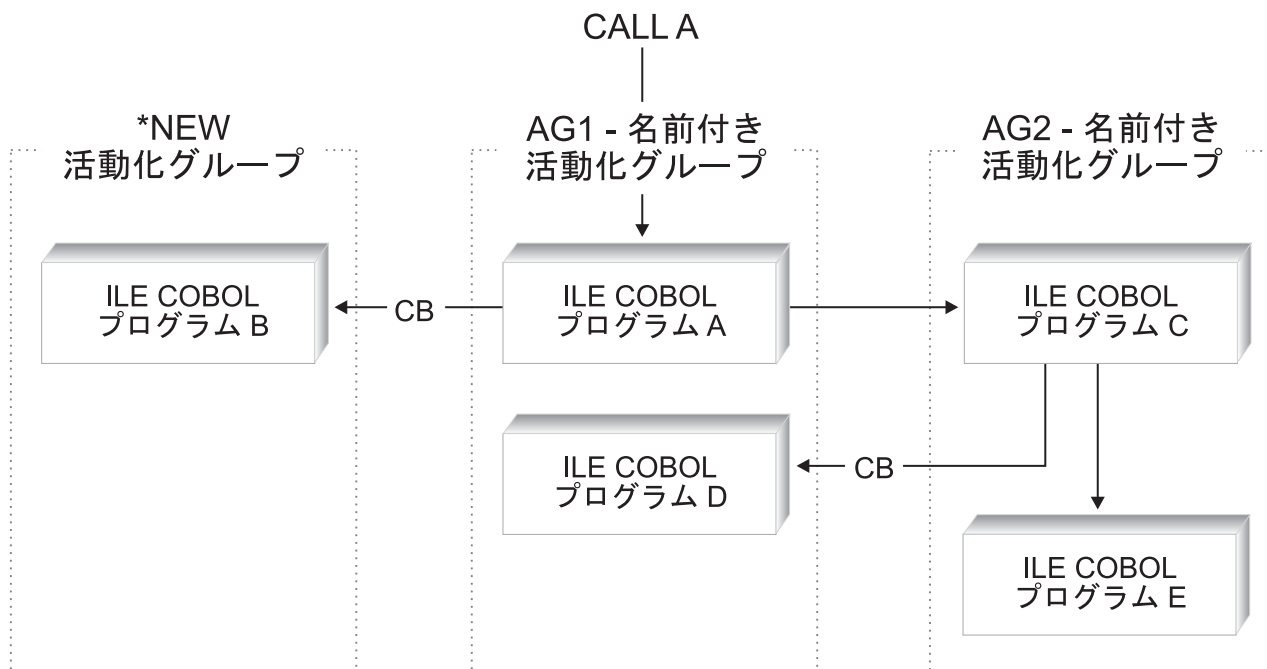 CALL A
*NEW
活動化グループ
AG1 - 名前付き
活動化グループ
AG2 - 名前付き
活動化グループ
ILE COBOL
プログラム B
CB
ILE COBOL
プログラム A
ILE COBOL
プログラム C
ILE COBOL
プログラム D
CB
ILE COBOL
プログラム E